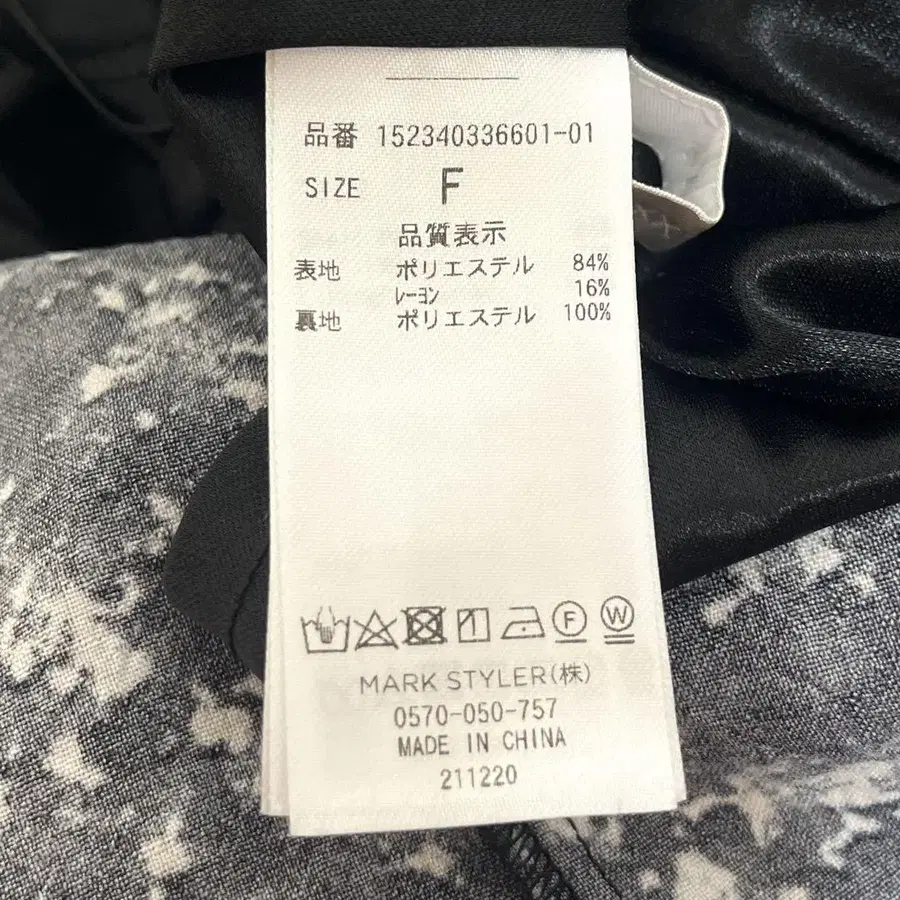 品番 152340336601-01
SIZE F
品質表示
表地 ポリエステル 84%
レーヨン 16%
裏地 ポリエステル 100%
F W
MARK STYLER(株)
0570-050-757
MADE IN CHINA
211220